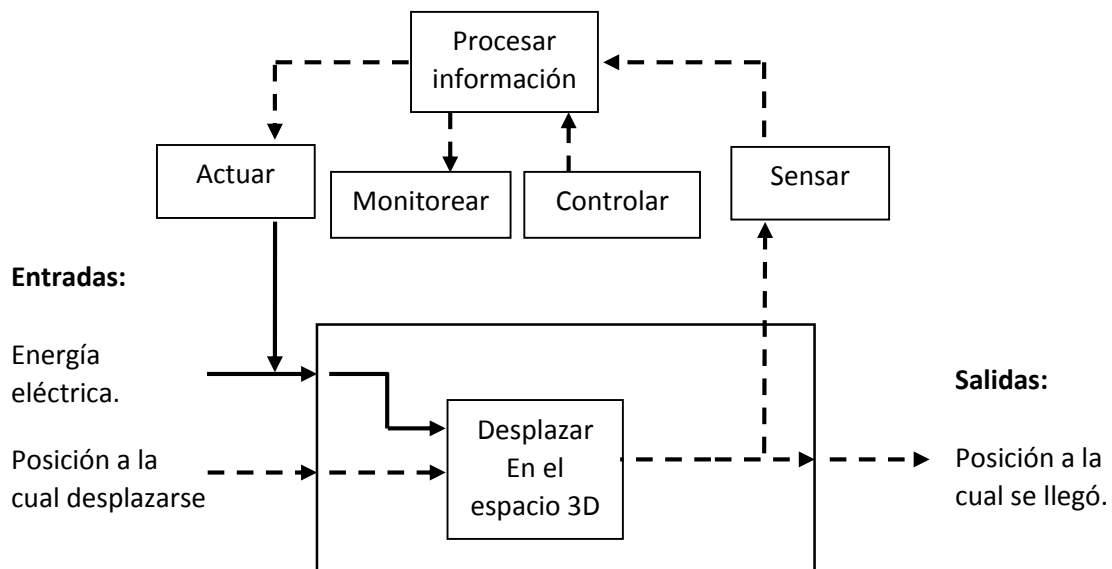 Procesar
información
Actuar
Monitorear
Controlar
Sensar
Entradas:
Energía
eléctrica.
Posición a la
cual desplazarse
Desplazar
En el
espacio 3D
Salidas:
Posición a la
cual se llegó.